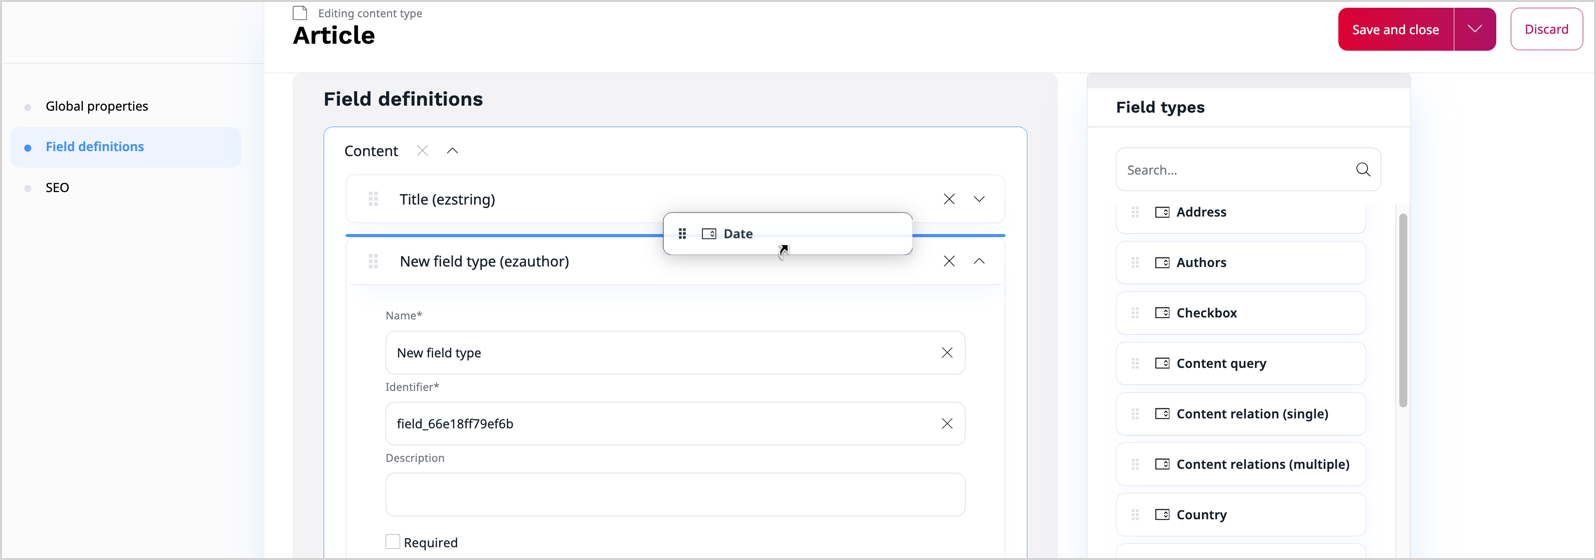 Editing content type
Article
Save and close
Discard
Global properties
Field definitions
SEO
Field definitions
Content
Title (ezstring)
Date
New field type (ezauthor)
Name*
New field type
Identifier*
field_66e18ff79ef6b
Description
Required
Field types
Search...
Address
Authors
Checkbox
Content query
Content relation (single)
Content relations (multiple)
Country